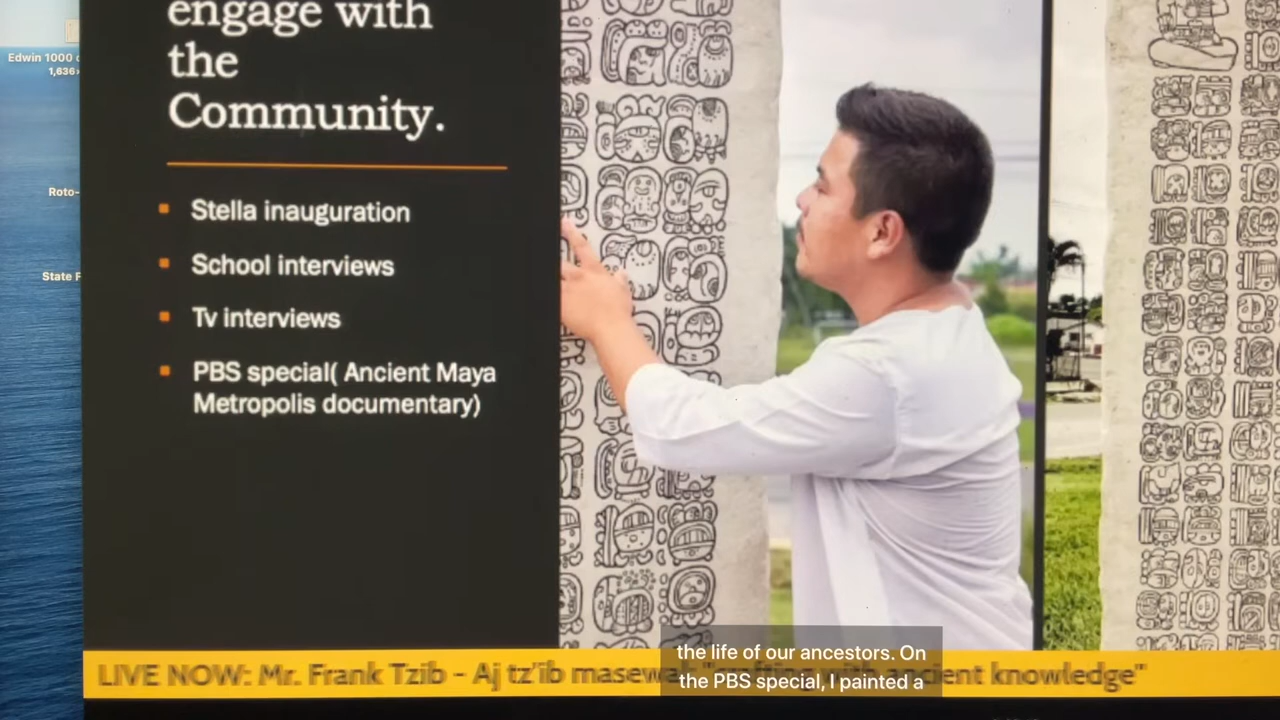 engage with
the
Community.
Stella inauguration
School interviews
Tv interviews
PBS special( Ancient Maya
Metropolis documentary)
Edwin 1000
1,636
Roto-
State F
LIVE NOW: Mr. Frank Tzib - Aj tz'ib
the life of our ancestors. On
the PBS special, I painted a
knowledge"